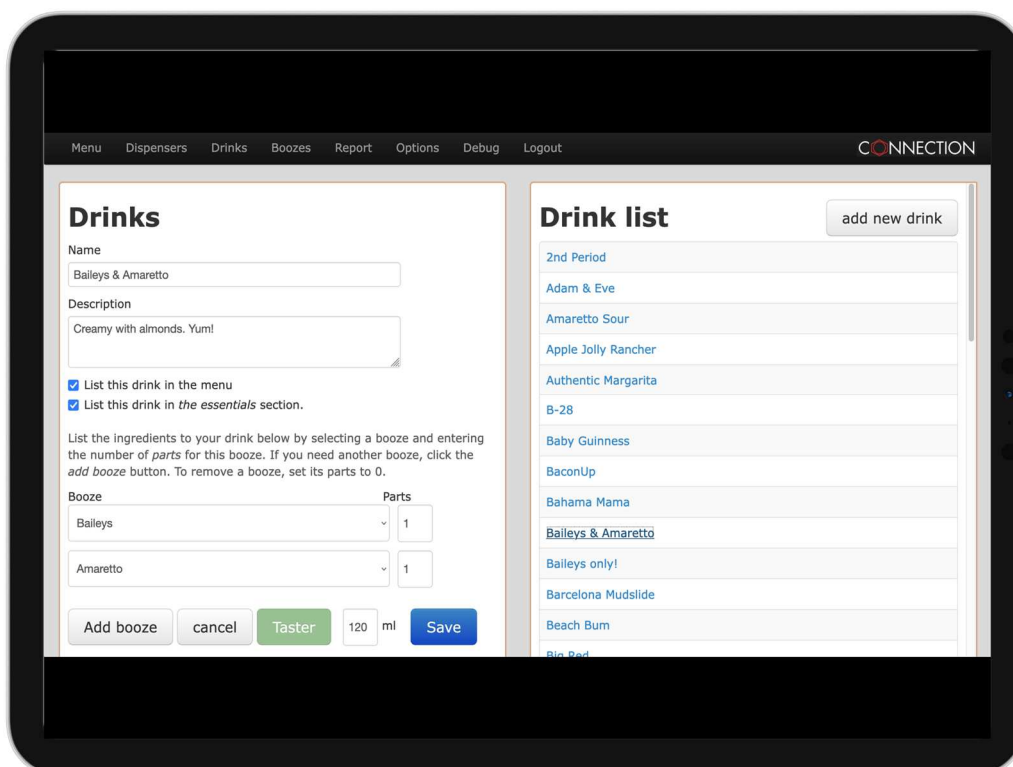 Menu Dispensers Drinks Boozes Report Options Debug Logout CONNECTION
Drinks
Name
Baileys & Amaretto
Description
Creamy with almonds. Yum!
List this drink in the menu
List this drink in the essentials section.
List the ingredients to your drink below by selecting a booze and entering
the number of parts for this booze. If you need another booze, click the
add booze button. To remove a booze, set its parts to 0.
Booze Parts
Baileys 1
Amaretto 1
Add booze cancel Taster 120 ml Save
Drink list add new drink
2nd Period
Adam & Eve
Amaretto Sour
Apple Jolly Rancher
Authentic Margarita
B-28
Baby Guinness
BaconUp
Bahama Mama
Baileys & Amaretto
Baileys only!
Barcelona Mudslide
Beach Bum
Big Red